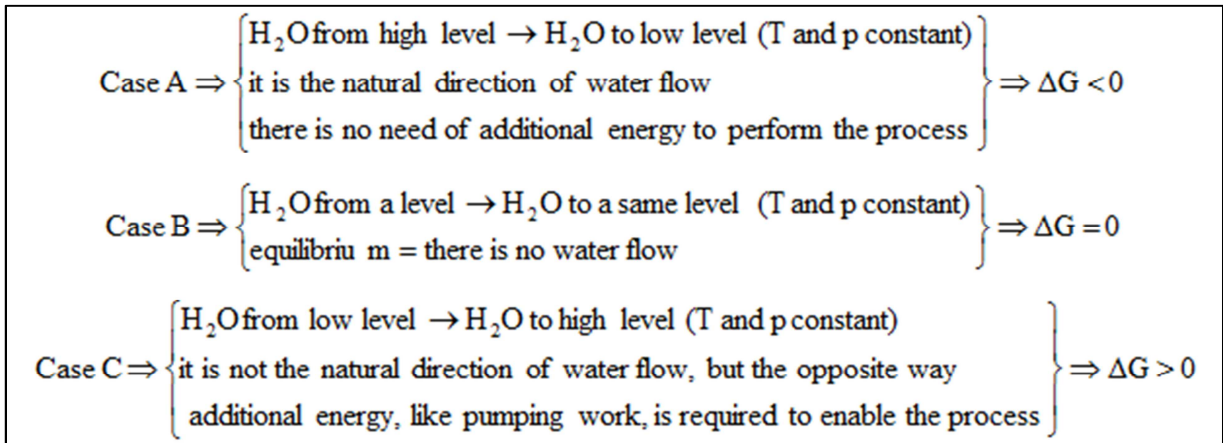 H₂O from high level → H₂O to low level (T and p constant)
Case A ⇒ it is the natural direction of water flow ⇒ ΔG < 0
there is no need of additional energy to perform the process
H₂O from a level → H₂O to a same level (T and p constant)
Case B ⇒ ⇒ ΔG = 0
equilibriu m = there is no water flow
H₂O from low level → H₂O to high level (T and p constant)
Case C ⇒ it is not the natural direction of water flow, but the opposite way ⇒ ΔG > 0
additional energy, like pumping work, is required to enable the process